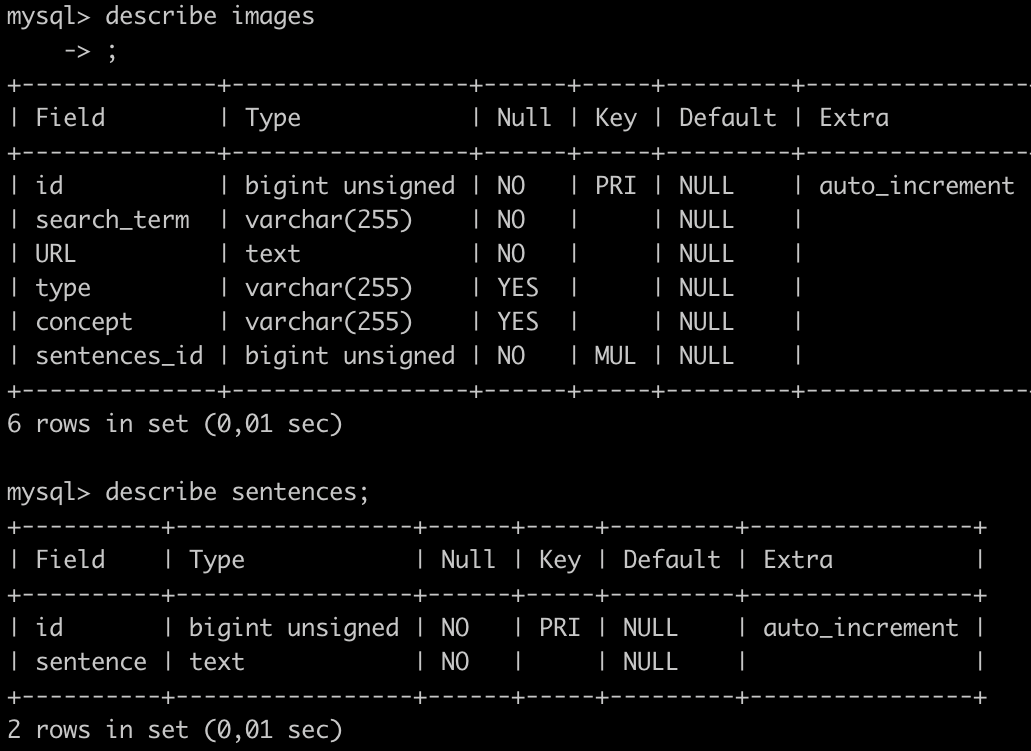 mysql> describe images
    -> ;
+--------------+-----------------+------+-----+---------+----------------
| Field        | Type            | Null | Key | Default | Extra
+--------------+-----------------+------+-----+---------+----------------
| id           | bigint unsigned | NO   | PRI | NULL    | auto_increment
| search_term  | varchar(255)    | NO   |     | NULL    |
| URL          | text            | NO   |     | NULL    |
| type         | varchar(255)    | YES  |     | NULL    |
| concept      | varchar(255)    | YES  |     | NULL    |
| sentences_id | bigint unsigned | NO   | MUL | NULL    |
+--------------+-----------------+------+-----+---------+----------------
6 rows in set (0,01 sec)

mysql> describe sentences;
+----------+-----------------+------+-----+---------+----------------+
| Field    | Type            | Null | Key | Default | Extra          |
+----------+-----------------+------+-----+---------+----------------+
| id       | bigint unsigned | NO   | PRI | NULL    | auto_increment |
| sentence | text            | NO   |     | NULL    |                |
+----------+-----------------+------+-----+---------+----------------+
2 rows in set (0,01 sec)